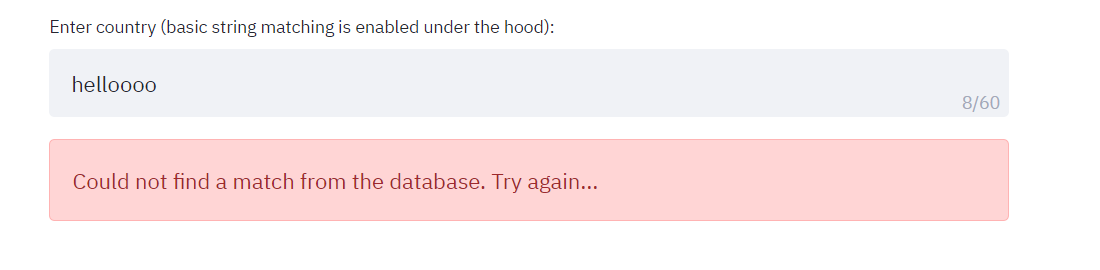 Enter country (basic string matching is enabled under the hood):
helloooo
8/60
Could not find a match from the database. Try again...